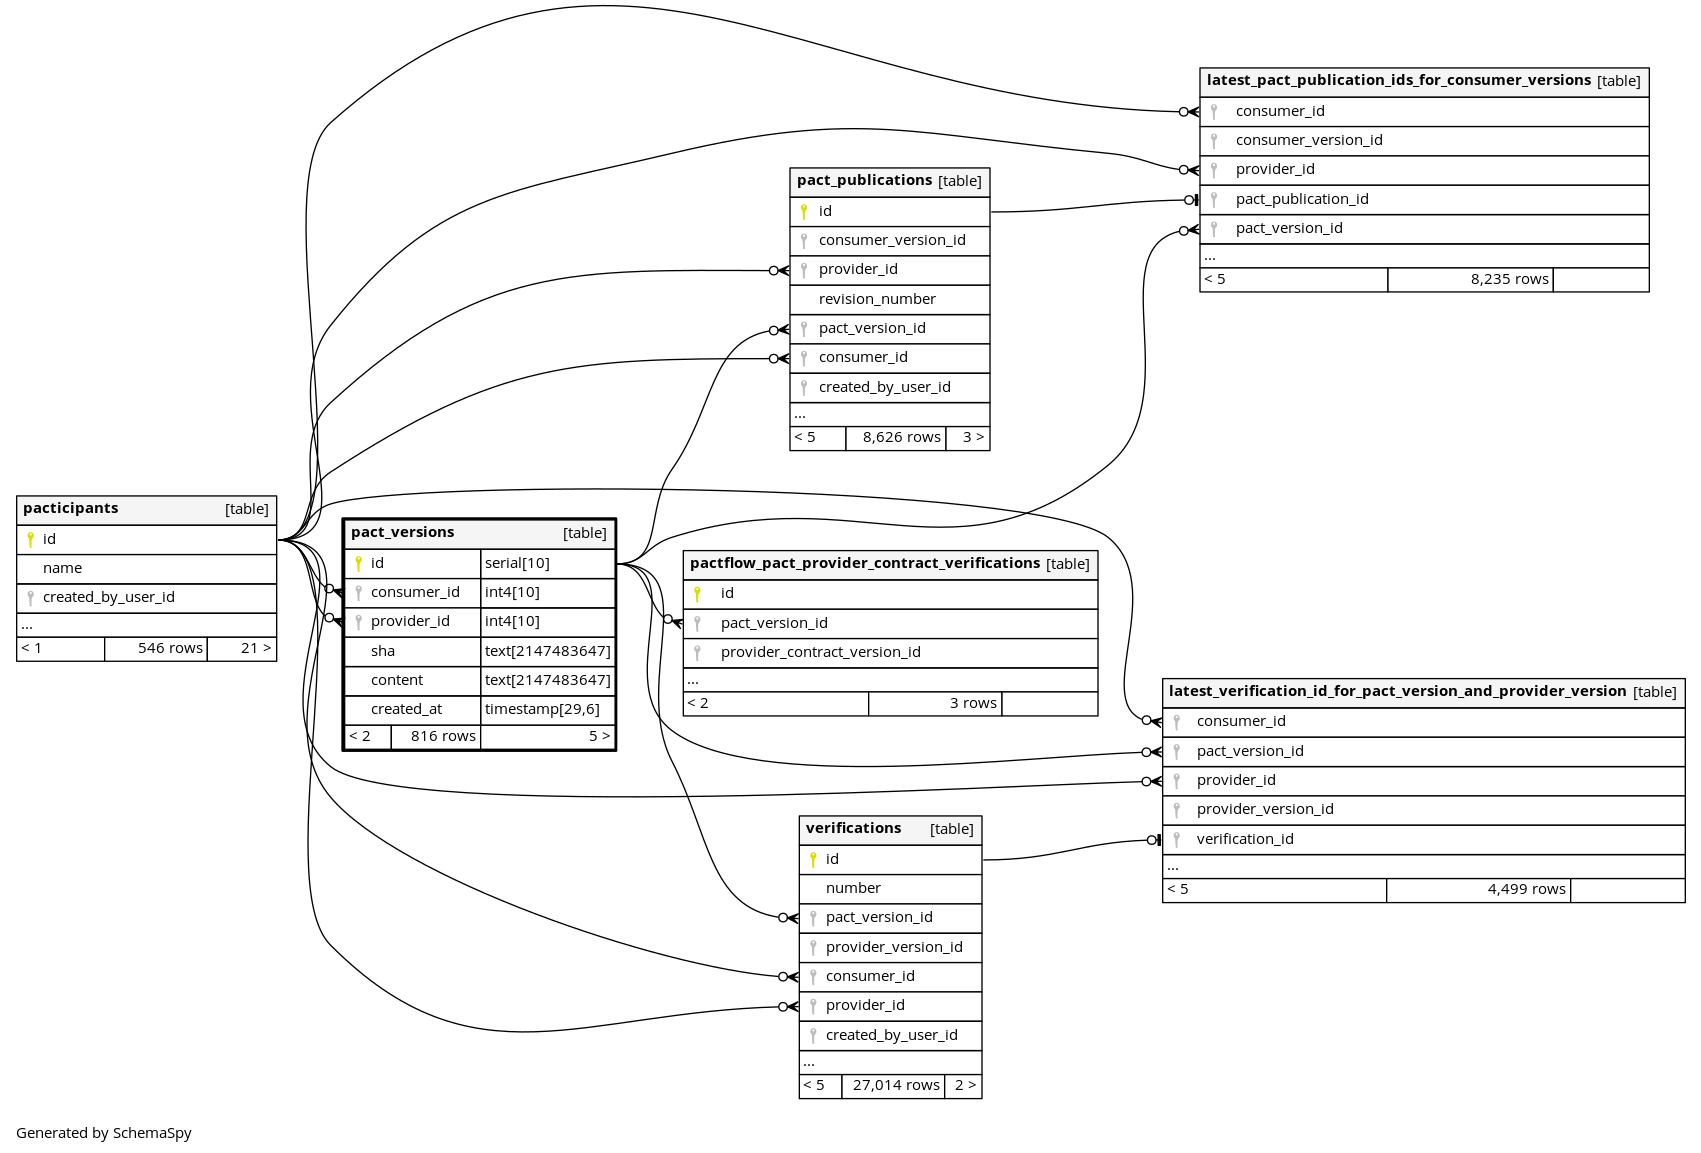 latest_pact_publication_ids_for_consumer_versions [table]
consumer_id
consumer_version_id
provider_id
pact_publication_id
pact_version_id
...
< 5 8,235 rows
pact_publications [table]
id
consumer_version_id
provider_id
revision_number
pact_version_id
consumer_id
created_by_user_id
...
< 5 8,626 rows 3 >
pacticipants [table]
id
name
created_by_user_id
...
< 1 546 rows 21 >
pact_versions [table]
id serial[10]
consumer_id int4[10]
provider_id int4[10]
sha text[2147483647]
content text[2147483647]
created_at timestamp[29,6]
< 2 816 rows 5 >
pactflow_pact_provider_contract_verifications [table]
id
pact_version_id
provider_contract_version_id
...
< 2 3 rows
latest_verification_id_for_pact_version_and_provider_version [table]
consumer_id
pact_version_id
provider_id
provider_version_id
verification_id
...
< 5 4,499 rows
verifications [table]
id
number
pact_version_id
provider_version_id
consumer_id
provider_id
created_by_user_id
...
< 5 27,014 rows 2 >
Generated by SchemaSpy